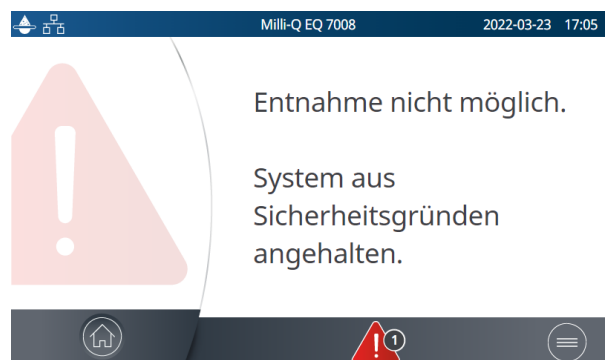 Milli-Q EQ 7008 2022-03-23 17:05
Entnahme nicht möglich.
System aus
Sicherheitsgründen
angehalten.
1